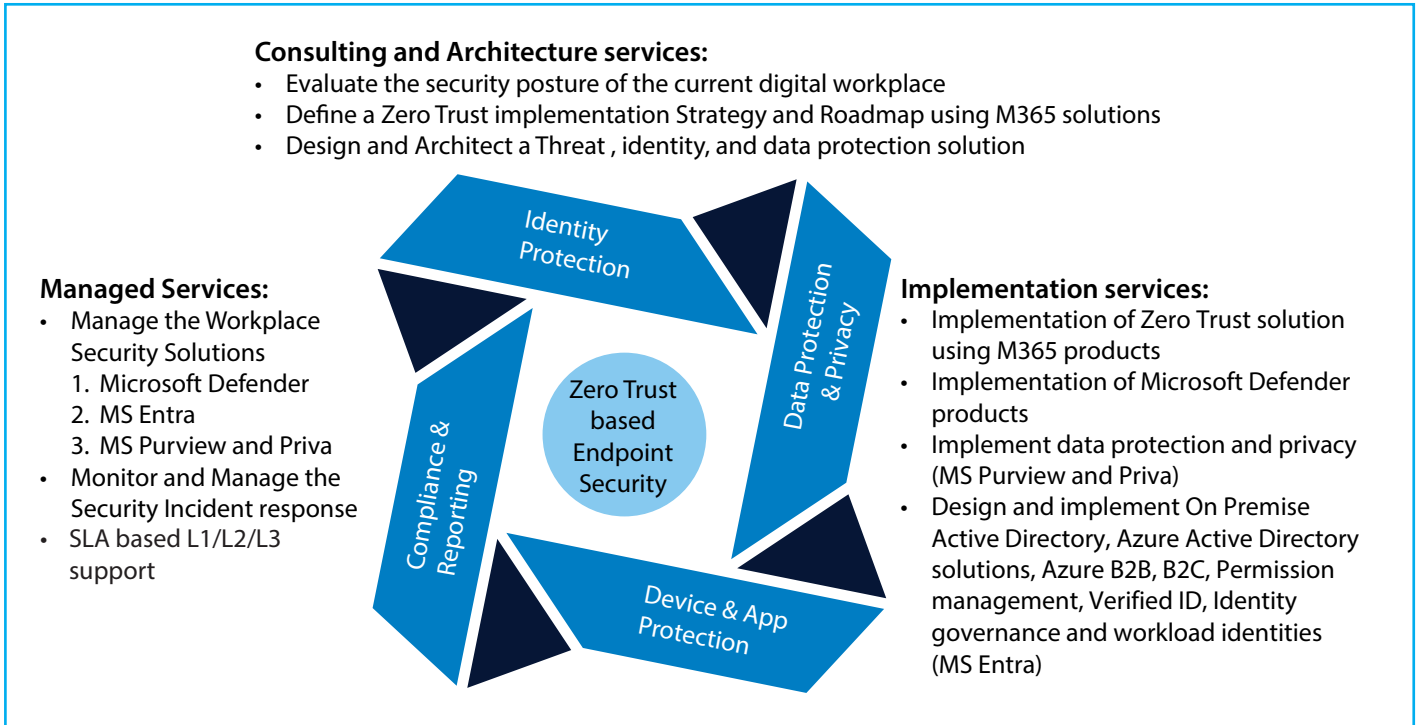 Consulting and Architecture services:
• Evaluate the security posture of the current digital workplace
• Define a Zero Trust implementation Strategy and Roadmap using M365 solutions
• Design and Architect a Threat , identity, and data protection solution
Identity
Protection
Data Protection
& Privacy
Managed Services:
• Manage the Workplace
Security Solutions
1. Microsoft Defender
2. MS Entra
3. MS Purview and Priva
• Monitor and Manage the
Security Incident response
• SLA based L1/L2/L3
support
Compliance &
Reporting
Zero Trust
based
Endpoint
Security
Device & App
Protection
Implementation services:
• Implementation of Zero Trust solution
using M365 products
• Implementation of Microsoft Defender
products
• Implement data protection and privacy
(MS Purview and Priva)
• Design and implement On Premise
Active Directory, Azure Active Directory
solutions, Azure B2B, B2C, Permission
management, Verified ID, Identity
governance and workload identities
(MS Entra)